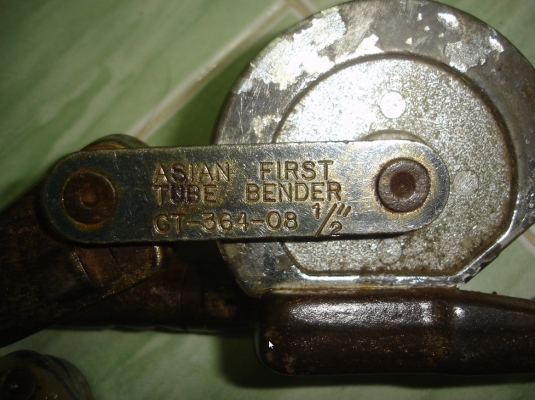 ASIAN FIRST
TUBE BENDER
CT-364-08 1/2"